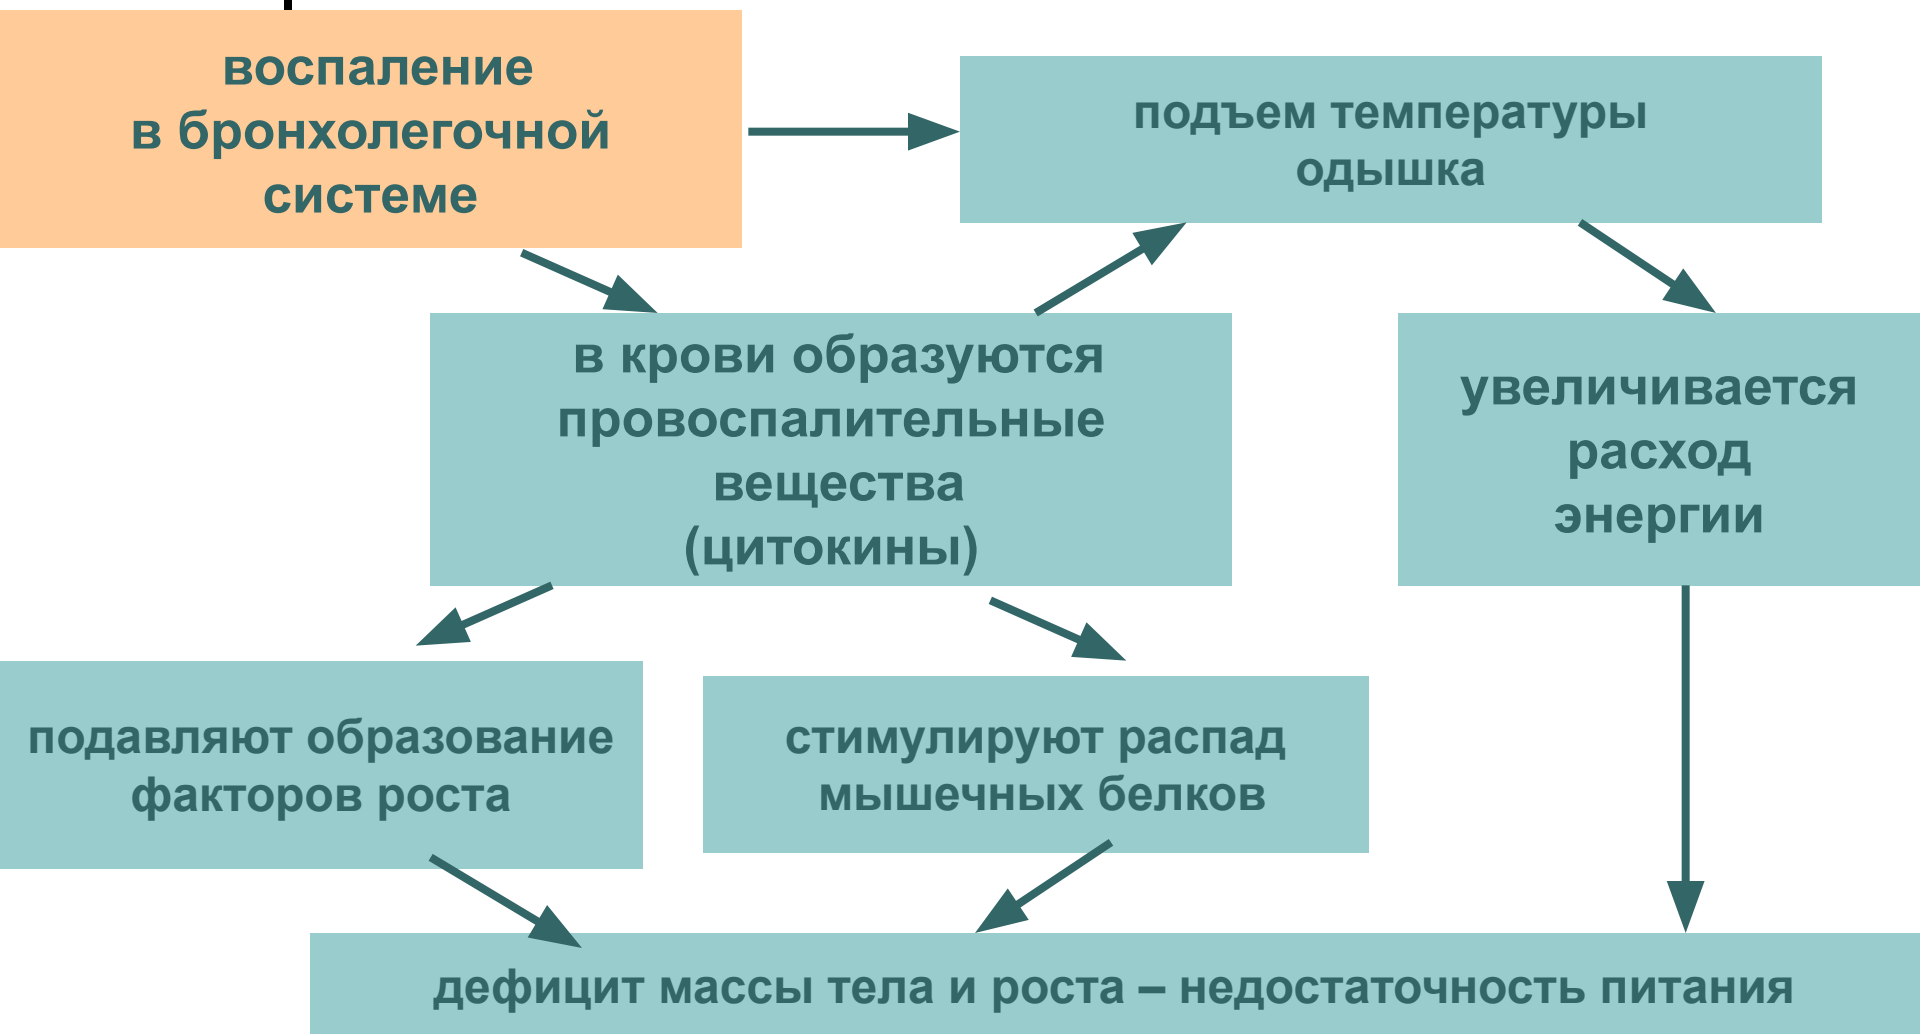 воспаление
в бронхолегочной
системе
подъем температуры
одышка
в крови образуются
провоспалительные
вещества
(цитокины)
увеличивается
расход
энергии
подавляют образование
факторов роста
стимулируют распад
мышечных белков
дефицит массы тела и роста – недостаточность питания